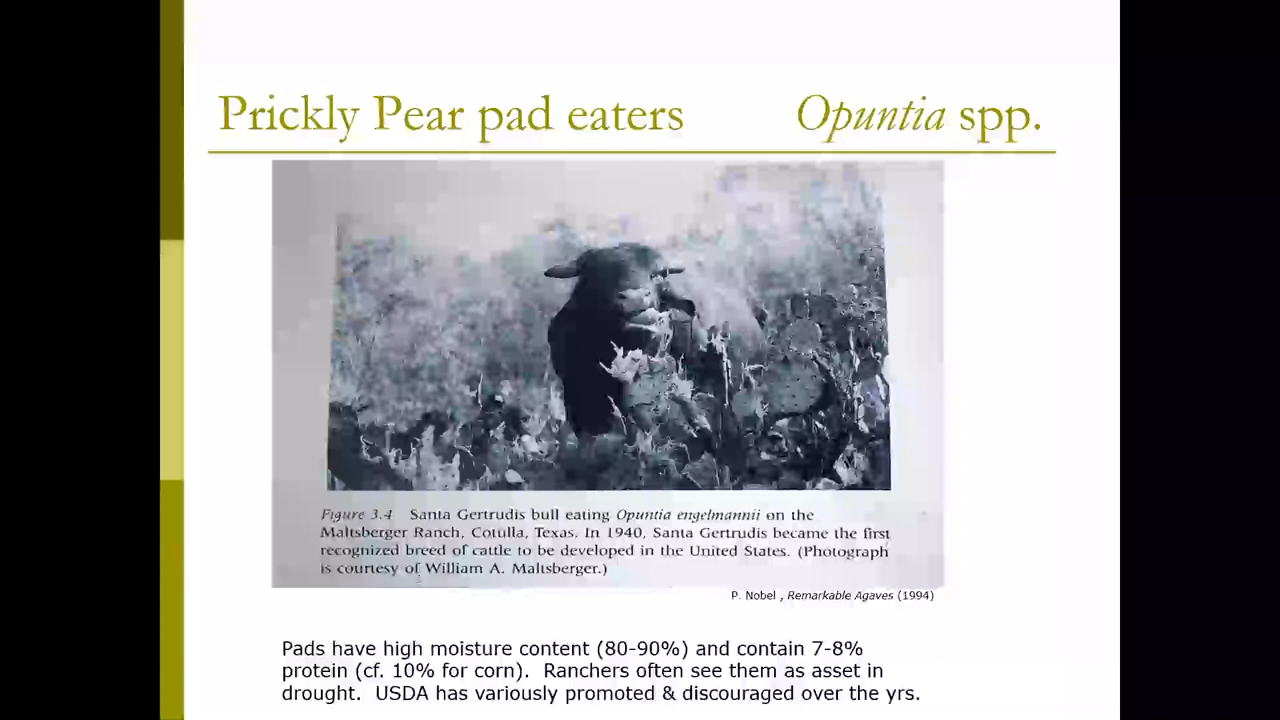 Prickly Pear pad eaters Opuntia spp.
Figure 3.4 Santa Gertrudis bull eating Opuntia engelmannii on the
Maltsberger Ranch, Cotulla, Texas. In 1940, Santa Gertrudis became the first
recognized breed of cattle to be developed in the United States. (Photograph
is courtesy of William A. Maltsberger.)
P. Nobel , Remarkable Agaves (1994)
Pads have high moisture content (80-90%) and contain 7-8%
protein (cf. 10% for corn). Ranchers often see them as asset in
drought. USDA has variously promoted & discouraged over the yrs.